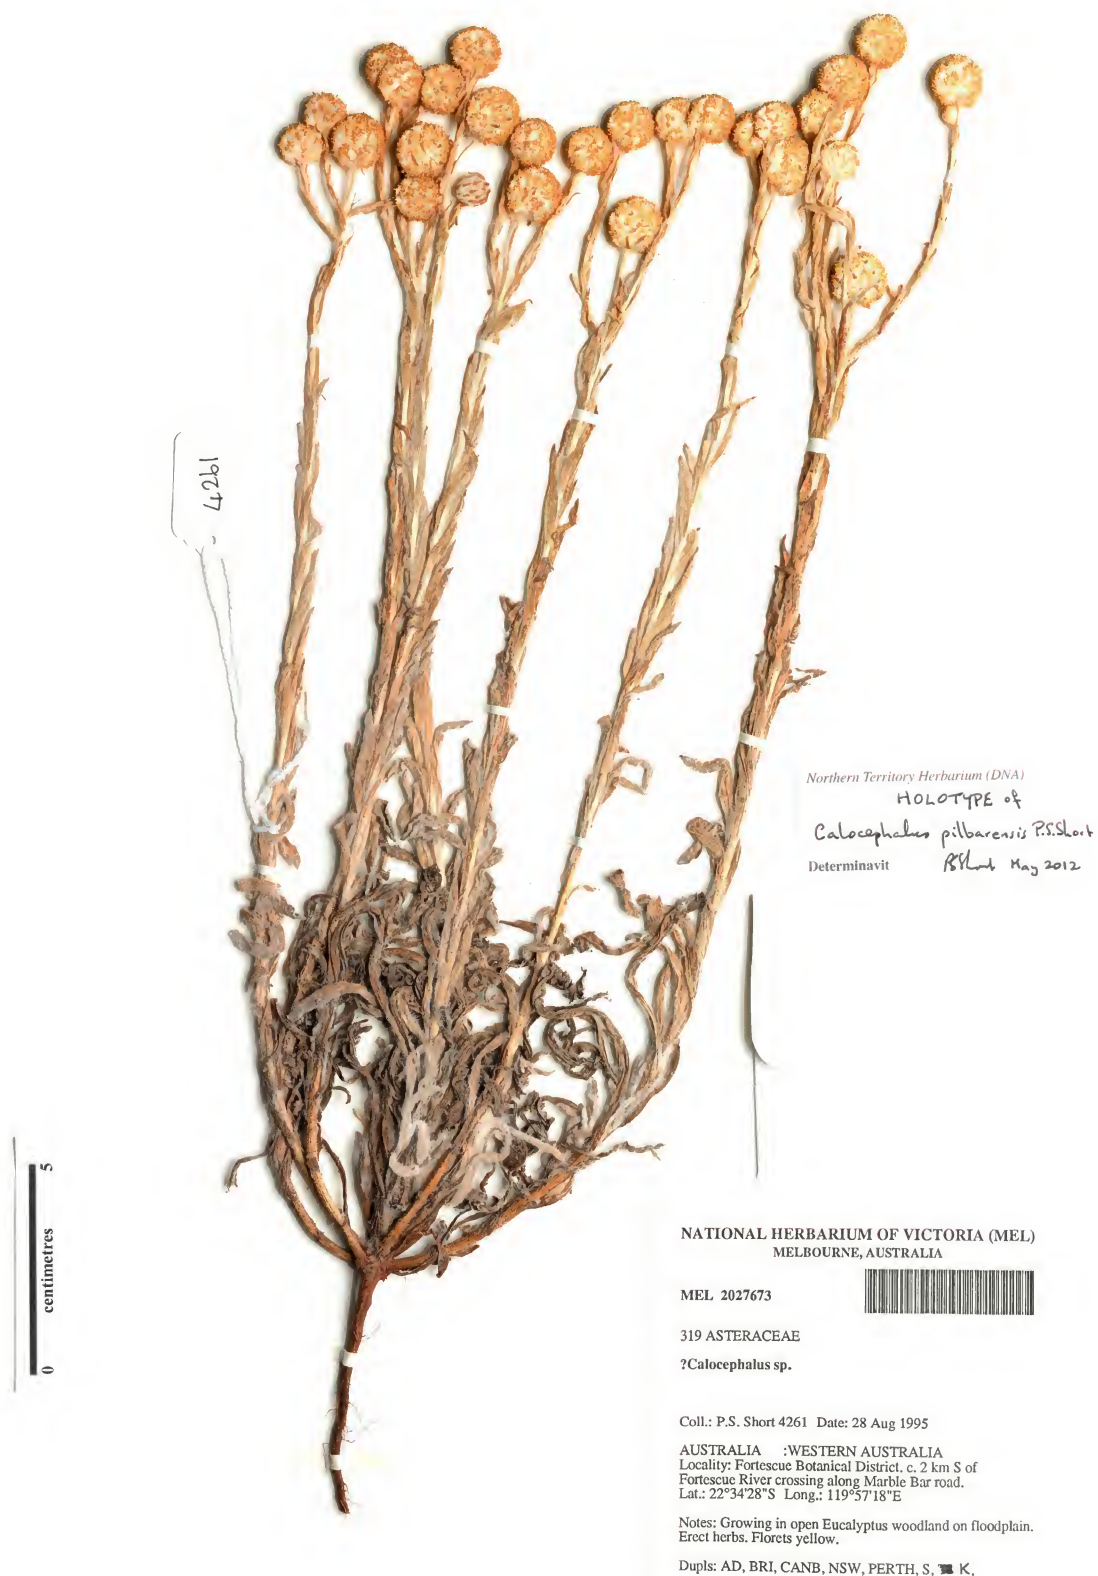 4261
Northern Territory Herbarium (DNA)
HOLOTYPE of
Calocephalus pilbarensis P.S.Short
Determinavit PSShort May 2012
0 centimetres 5
NATIONAL HERBARIUM OF VICTORIA (MEL)
MELBOURNE, AUSTRALIA
MEL 2027673
319 ASTERACEAE
?Calocephalus sp.
Coll.: P.S. Short 4261 Date: 28 Aug 1995
AUSTRALIA :WESTERN AUSTRALIA
Locality: Fortescue Botanical District. c. 2 km S of
Fortescue River crossing along Marble Bar road.
Lat.: 22°34'28"S Long.: 119°57'18"E
Notes: Growing in open Eucalyptus woodland on floodplain.
Erect herbs. Florets yellow.
Dupls: AD, BRI, CANB, NSW, PERTH, S, K,